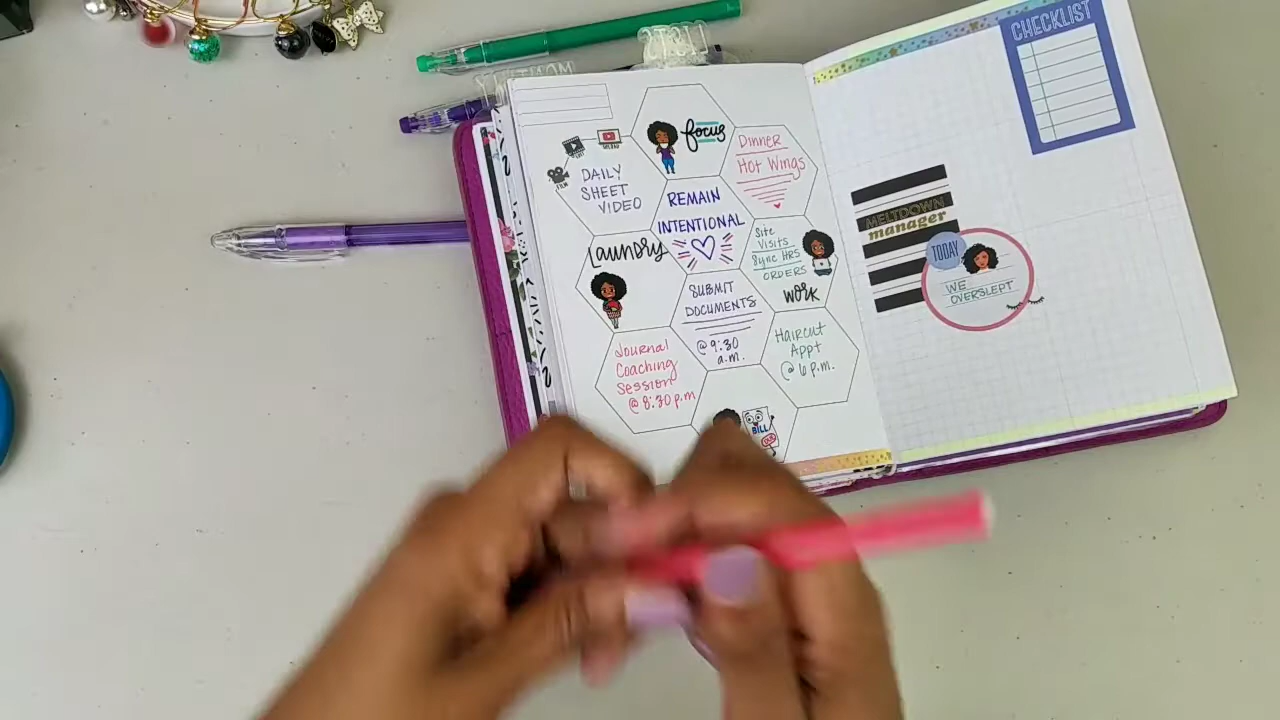 focus
DINNER
HOT WINGS
DAILY
SHEET
VIDEO
REMAIN
INTENTIONAL
Site
Visits
Sync HRS
ORDERS
WORK
LAUNDRY
SUBMIT
DOCUMENTS
@ 9:30
a.m.
Journal
Coaching
Session
@ 8:30 p.m
HAIRCUT
APPT
@ 6 p.m.
BILL
CHECKLIST
MELTDOWN
manager
TODAY
WE
OVERSLEPT